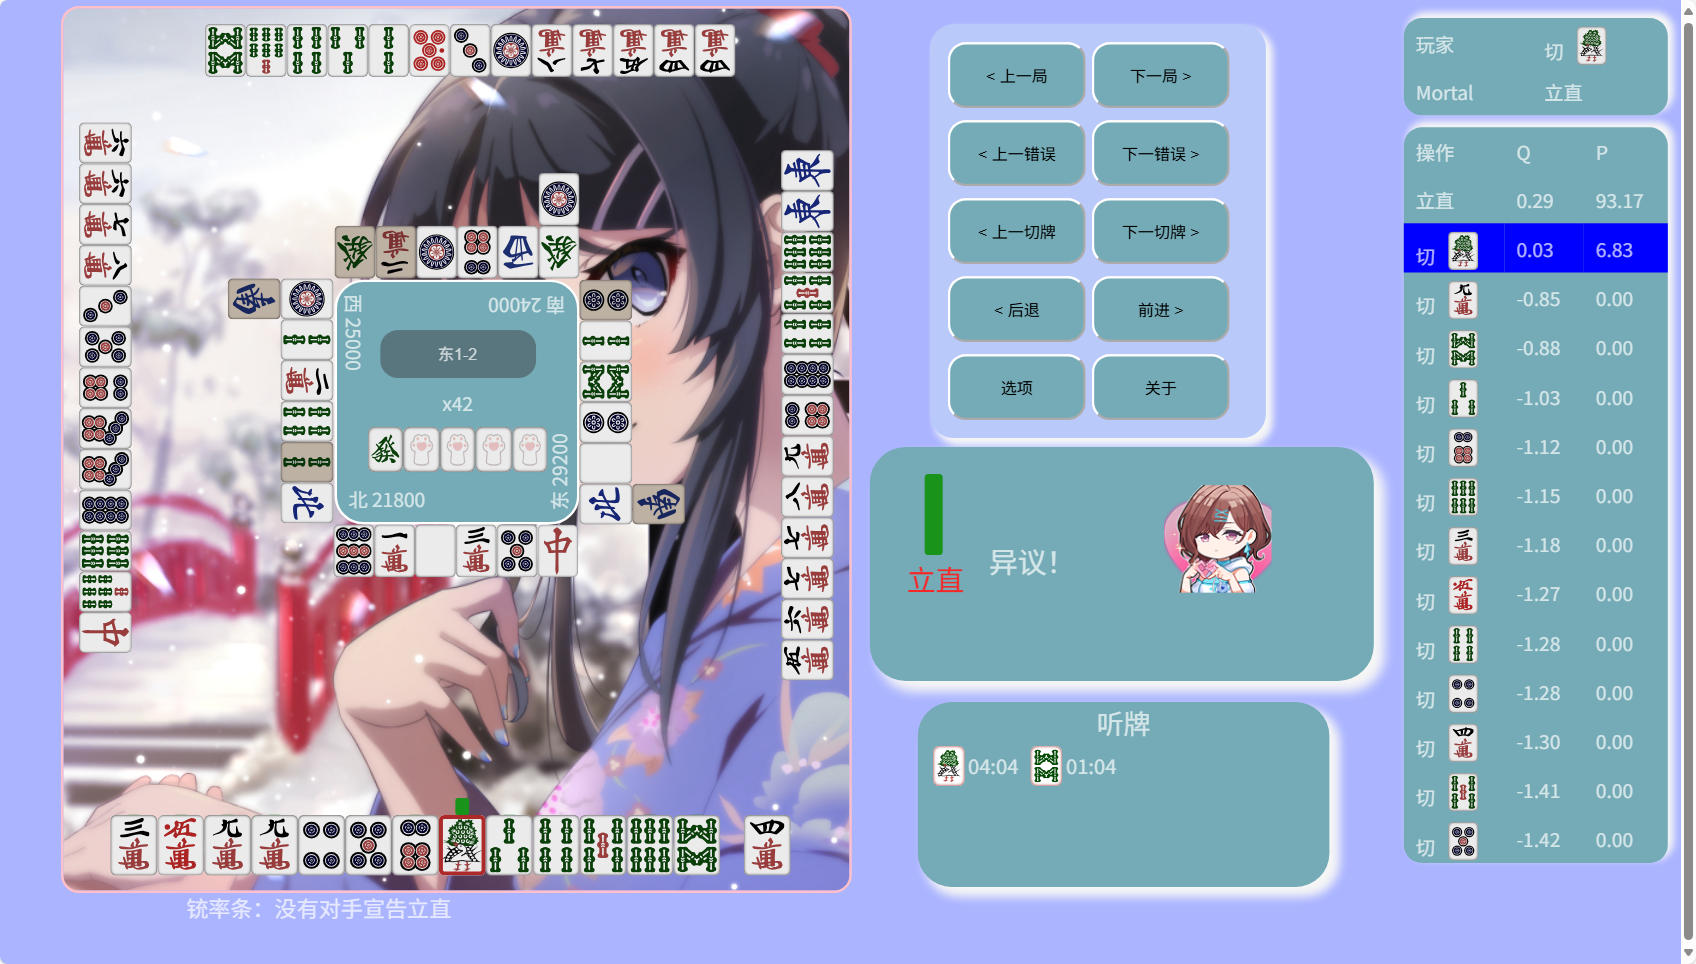 西 25000
南 24000
东1-2
x42
北 21800
东 29200
铳率条：没有对手宣告立直
< 上一局
下一局 >
< 上一错误
下一错误 >
< 上一切牌
下一切牌 >
< 后退
前进 >
选项
关于
立直
异议！
听牌
04:04
01:04
玩家 切
Mortal 立直
操作 Q P
立直 0.29 93.17
切 0.03 6.83
切 -0.85 0.00
切 -0.88 0.00
切 -1.03 0.00
切 -1.12 0.00
切 -1.15 0.00
切 -1.18 0.00
切 -1.27 0.00
切 -1.28 0.00
切 -1.28 0.00
切 -1.30 0.00
切 -1.41 0.00
切 -1.42 0.00